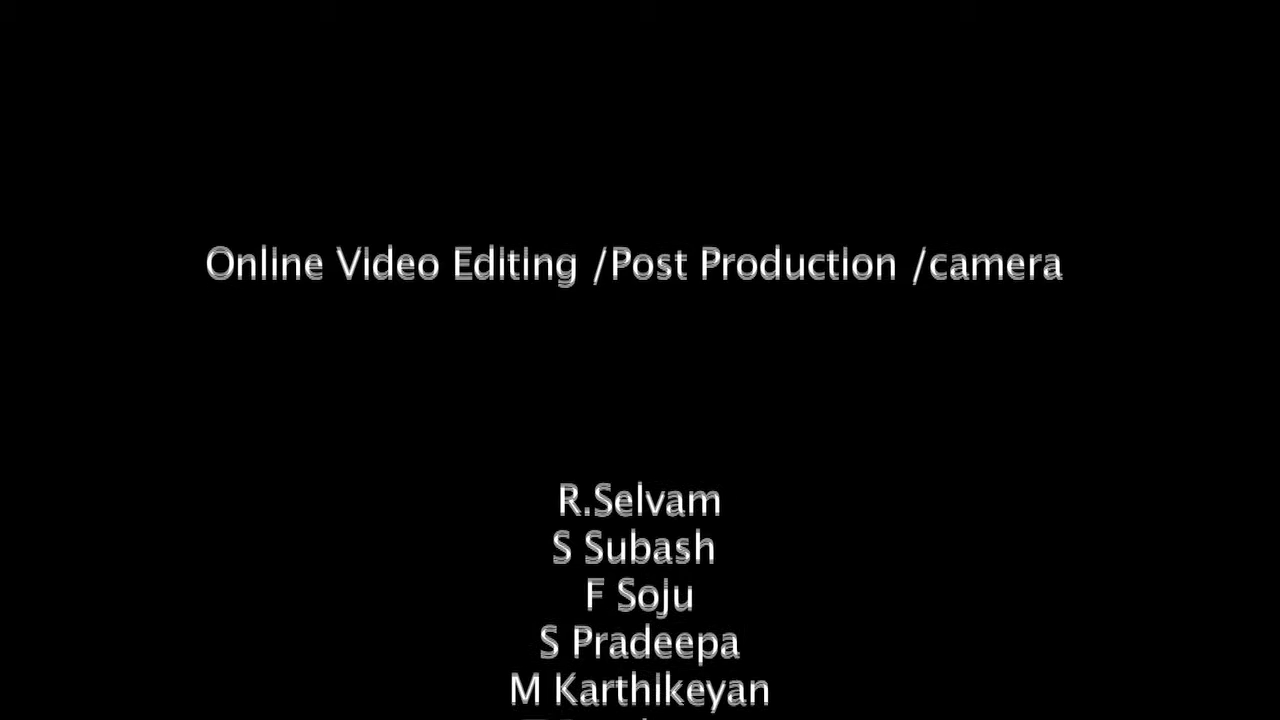 Online Video Editing /Post Production /camera
R.Selvam
S Subash
F Soju
S Pradeepa
M Karthikeyan